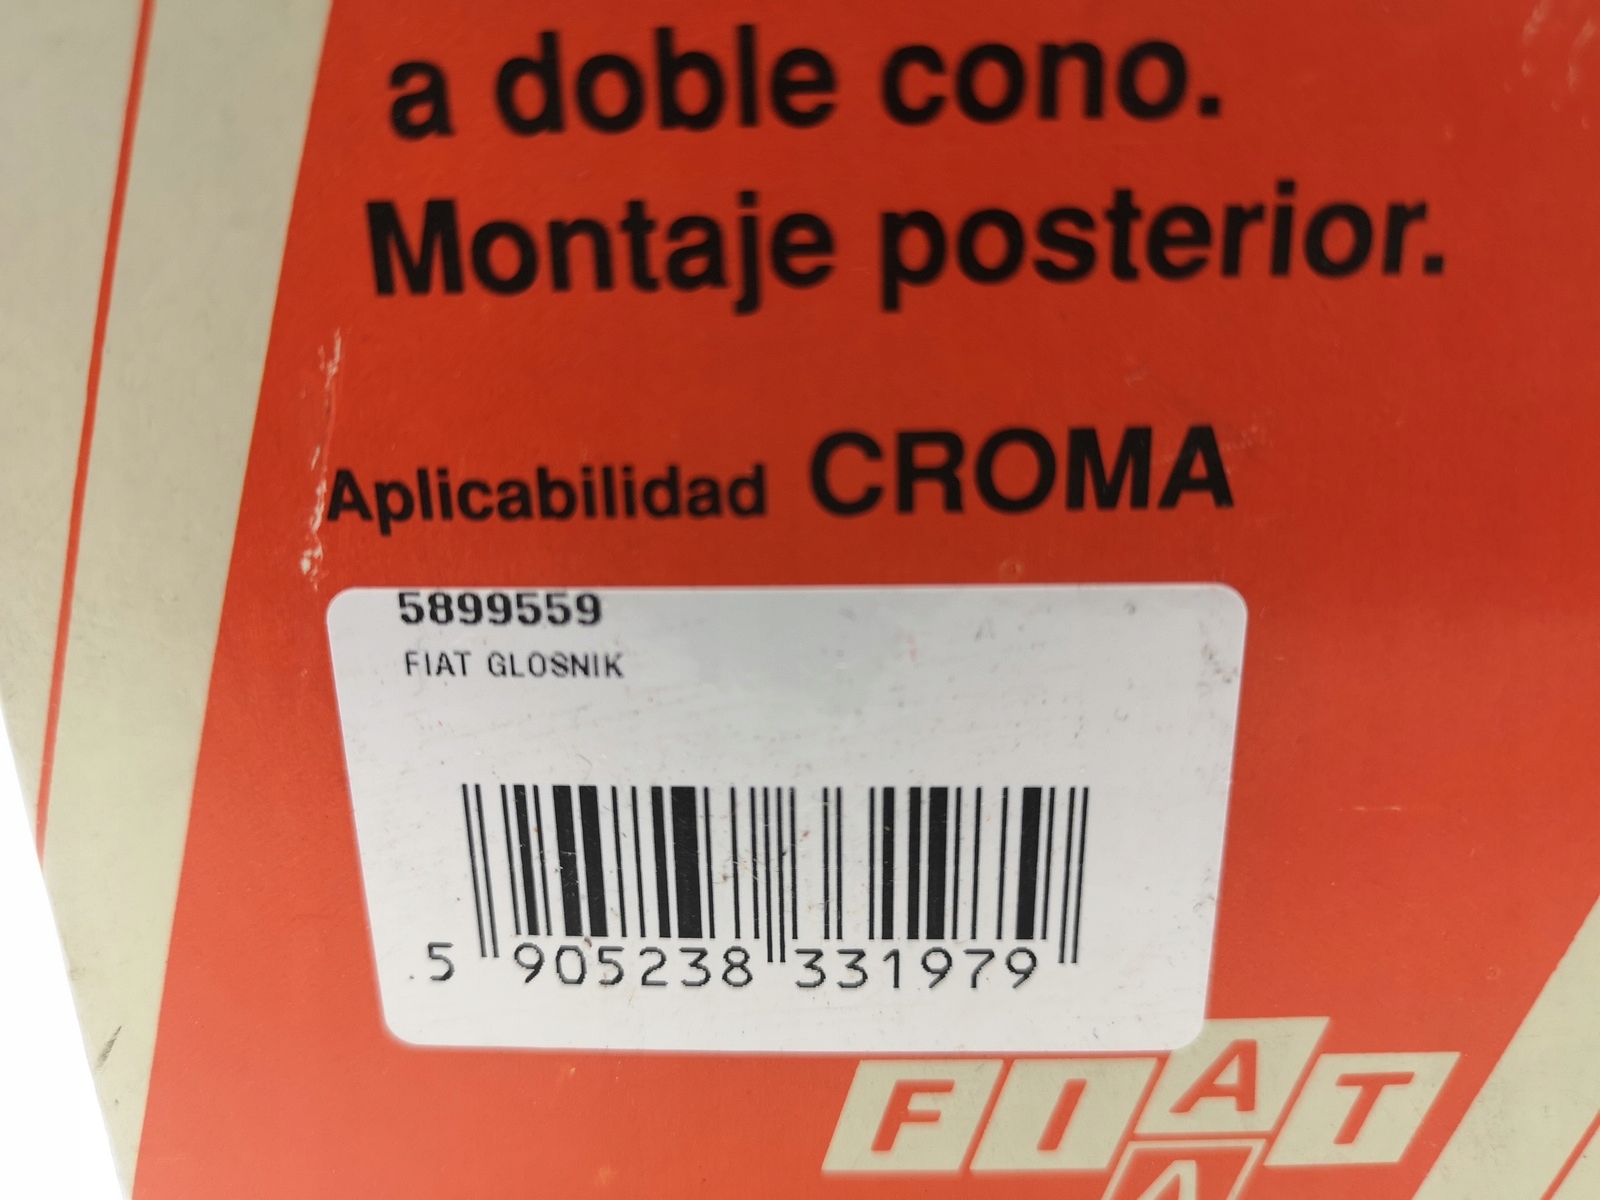 a doble cono.
Montaje posterior.
Aplicabilidad CROMA
5899559
FIAT GLOSNIK
5 905238 331979
FIAT
A